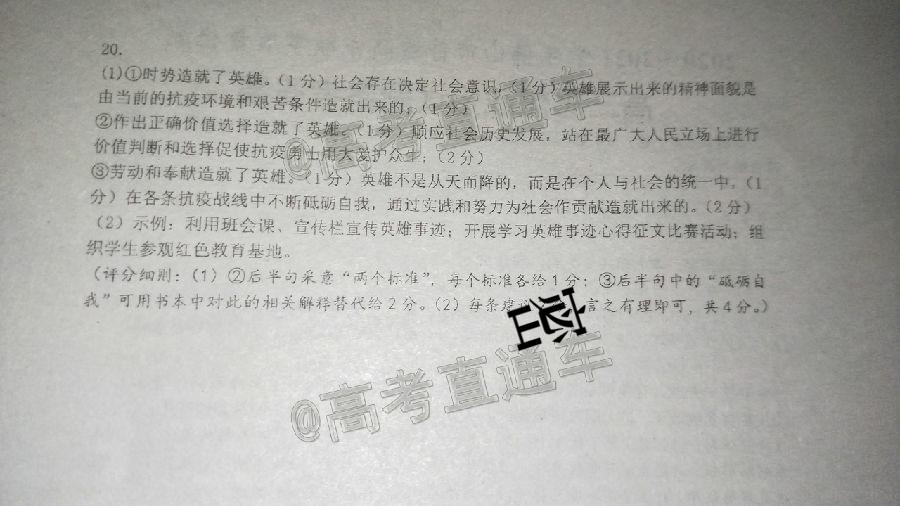 20.
(1)①时势造就了英雄。(1分)社会存在决定社会意识,(1分)英雄展示出来的精神面貌是
由当前的抗疫环境和艰苦条件造就出来的;(1分)
②作出正确价值选择造就了英雄。(1分)顺应社会历史发展,站在最广大人民立场上进行
价值判断和选择促使抗疫勇士用大爱护众生;(2分)
③劳动和奉献造就了英雄。(1分)英雄不是从天而降的,而是在个人与社会的统一中,(1
分)在各条抗疫战线中不断砥砺自我,通过实践和努力为社会作贡献造就出来的。(2分)
(2)示例:利用班会课、宣传栏宣传英雄事迹;开展学习英雄事迹心得征文比赛活动;组
织学生参观红色教育基地。
(评分细则:(1)②后半句采意“两个标准”,每个标准各给1分;③后半句中的“砥砺自
我”可用书本中对此的相关解释替代给2分。(2)每条建 言之有理即可,共4分。)
密
@高考直通车
@高考直通车